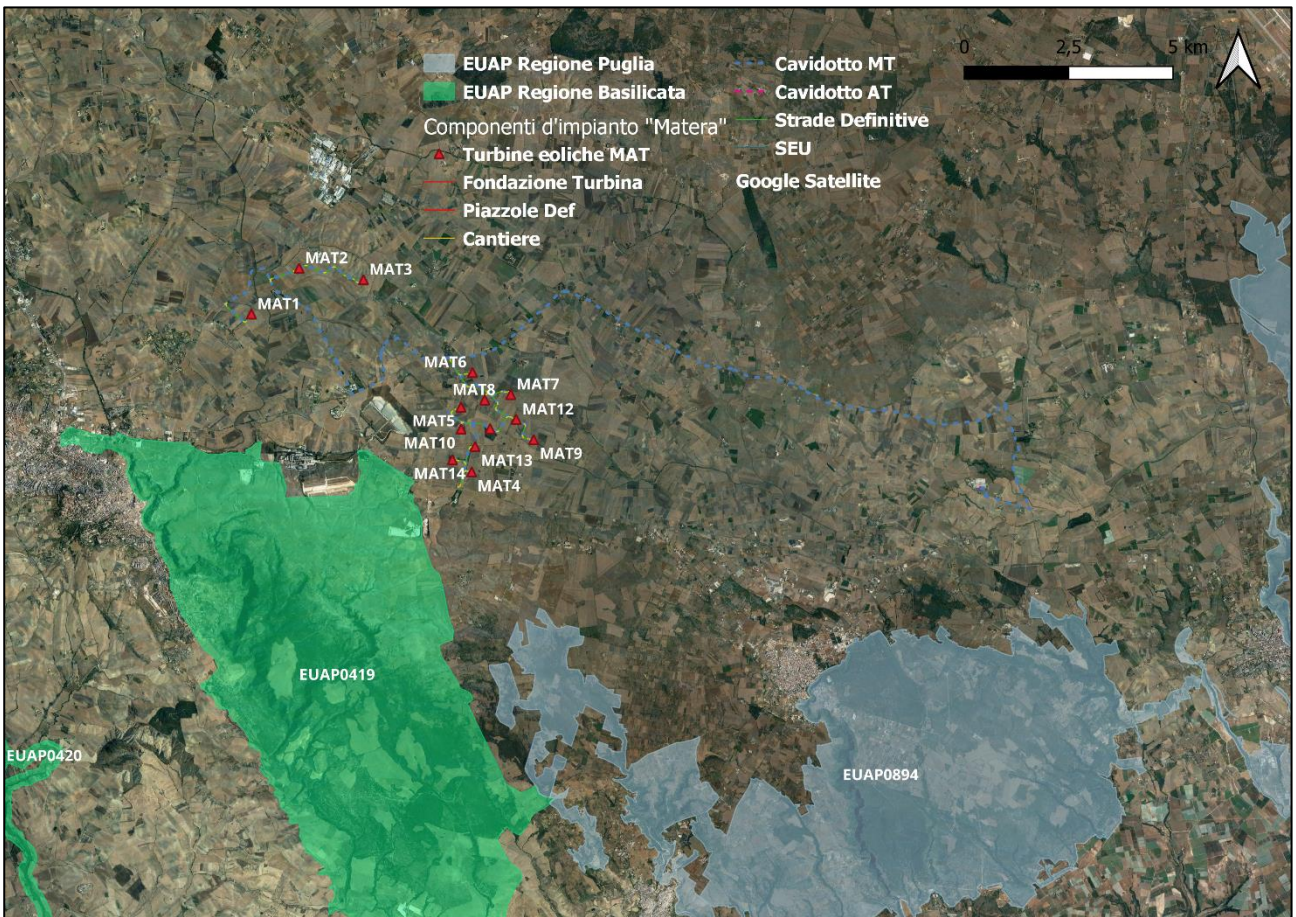 0 2,5 5 km
EUAP Regione Puglia
EUAP Regione Basilicata
Componenti d'impianto "Matera"
Turbine eoliche MAT
Fondazione Turbina
Piazzole Def
Cantiere
Cavidotto MT
Cavidotto AT
Strade Definitive
SEU
Google Satellite
MAT2
MAT3
MAT1
MAT6
MAT7
MAT8
MAT5
MAT12
MAT10
MAT9
MAT13
MAT14
MAT4
EUAP0419
EUAP0420
EUAP0894